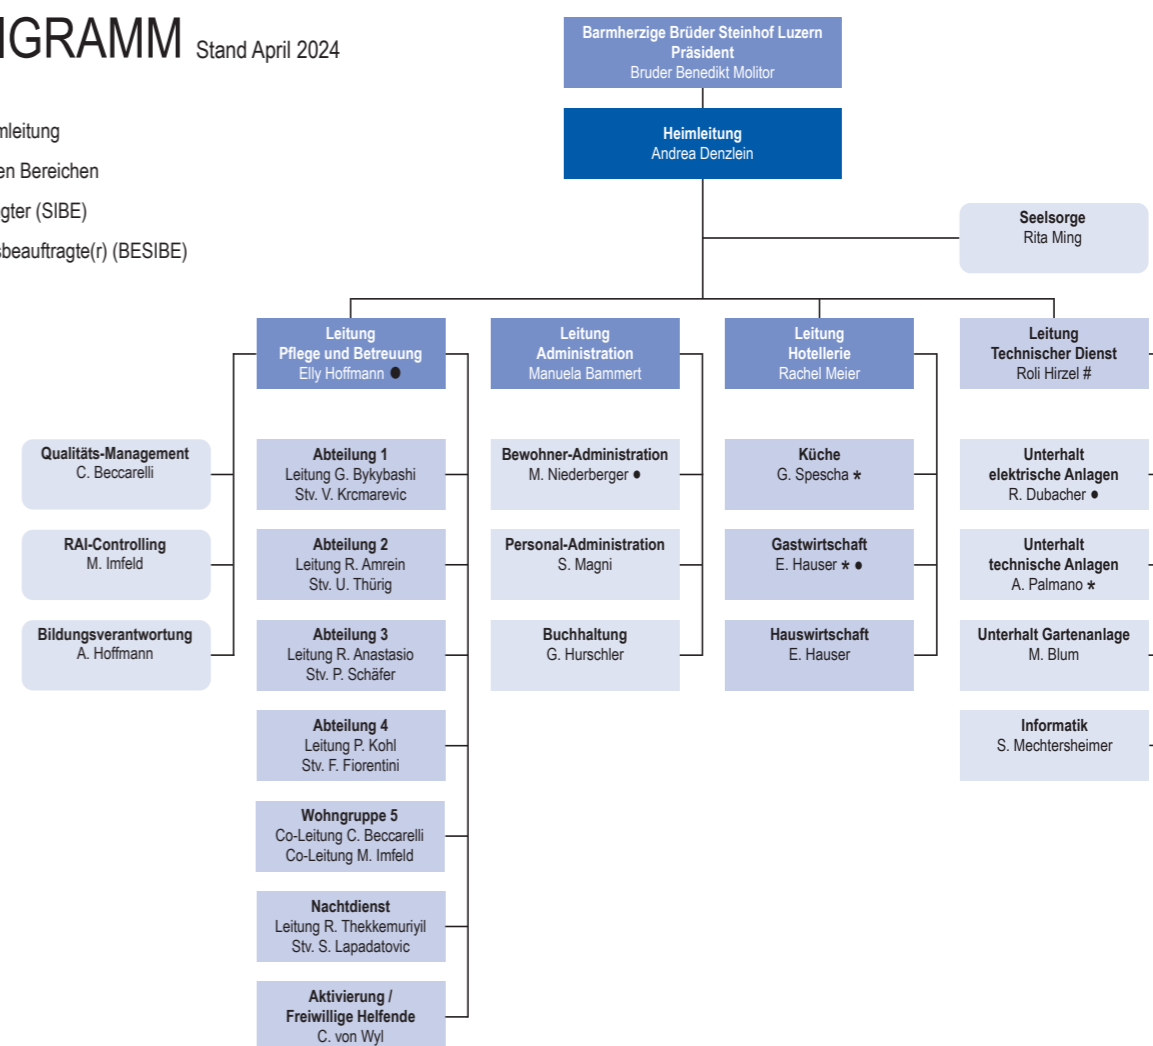 IGRAMM Stand April 2024
mleitung
en Bereichen
gter (SIBE)
sbeauftragte(r) (BESIBE)
Barmherzige Brüder Steinhof Luzern
Präsident
Bruder Benedikt Molitor
Heimleitung
Andrea Denzlein
Seelsorge
Rita Ming
Leitung
Pflege und Betreuung
Elly Hoffmann ●
Leitung
Administration
Manuela Bammert
Leitung
Hotellerie
Rachel Meier
Leitung
Technischer Dienst
Roli Hirzel #
Qualitäts-Management
C. Beccarelli
RAI-Controlling
M. Imfeld
Bildungsverantwortung
A. Hoffmann
Abteilung 1
Leitung G. Bykybashi
Stv. V. Krcmarevic
Abteilung 2
Leitung R. Amrein
Stv. U. Thürig
Abteilung 3
Leitung R. Anastasio
Stv. P. Schäfer
Abteilung 4
Leitung P. Kohl
Stv. F. Fiorentini
Wohngruppe 5
Co-Leitung C. Beccarelli
Co-Leitung M. Imfeld
Nachtdienst
Leitung R. Thekkemuriyil
Stv. S. Lapadatovic
Aktivierung /
Freiwillige Helfende
C. von Wyl
Bewohner-Administration
M. Niederberger ●
Personal-Administration
S. Magni
Buchhaltung
G. Hurschler
Küche
G. Spescha *
Gastwirtschaft
E. Hauser * ●
Hauswirtschaft
E. Hauser
Unterhalt
elektrische Anlagen
R. Dubacher ●
Unterhalt
technische Anlagen
A. Palmano *
Unterhalt Gartenanlage
M. Blum
Informatik
S. Mechtersheimer